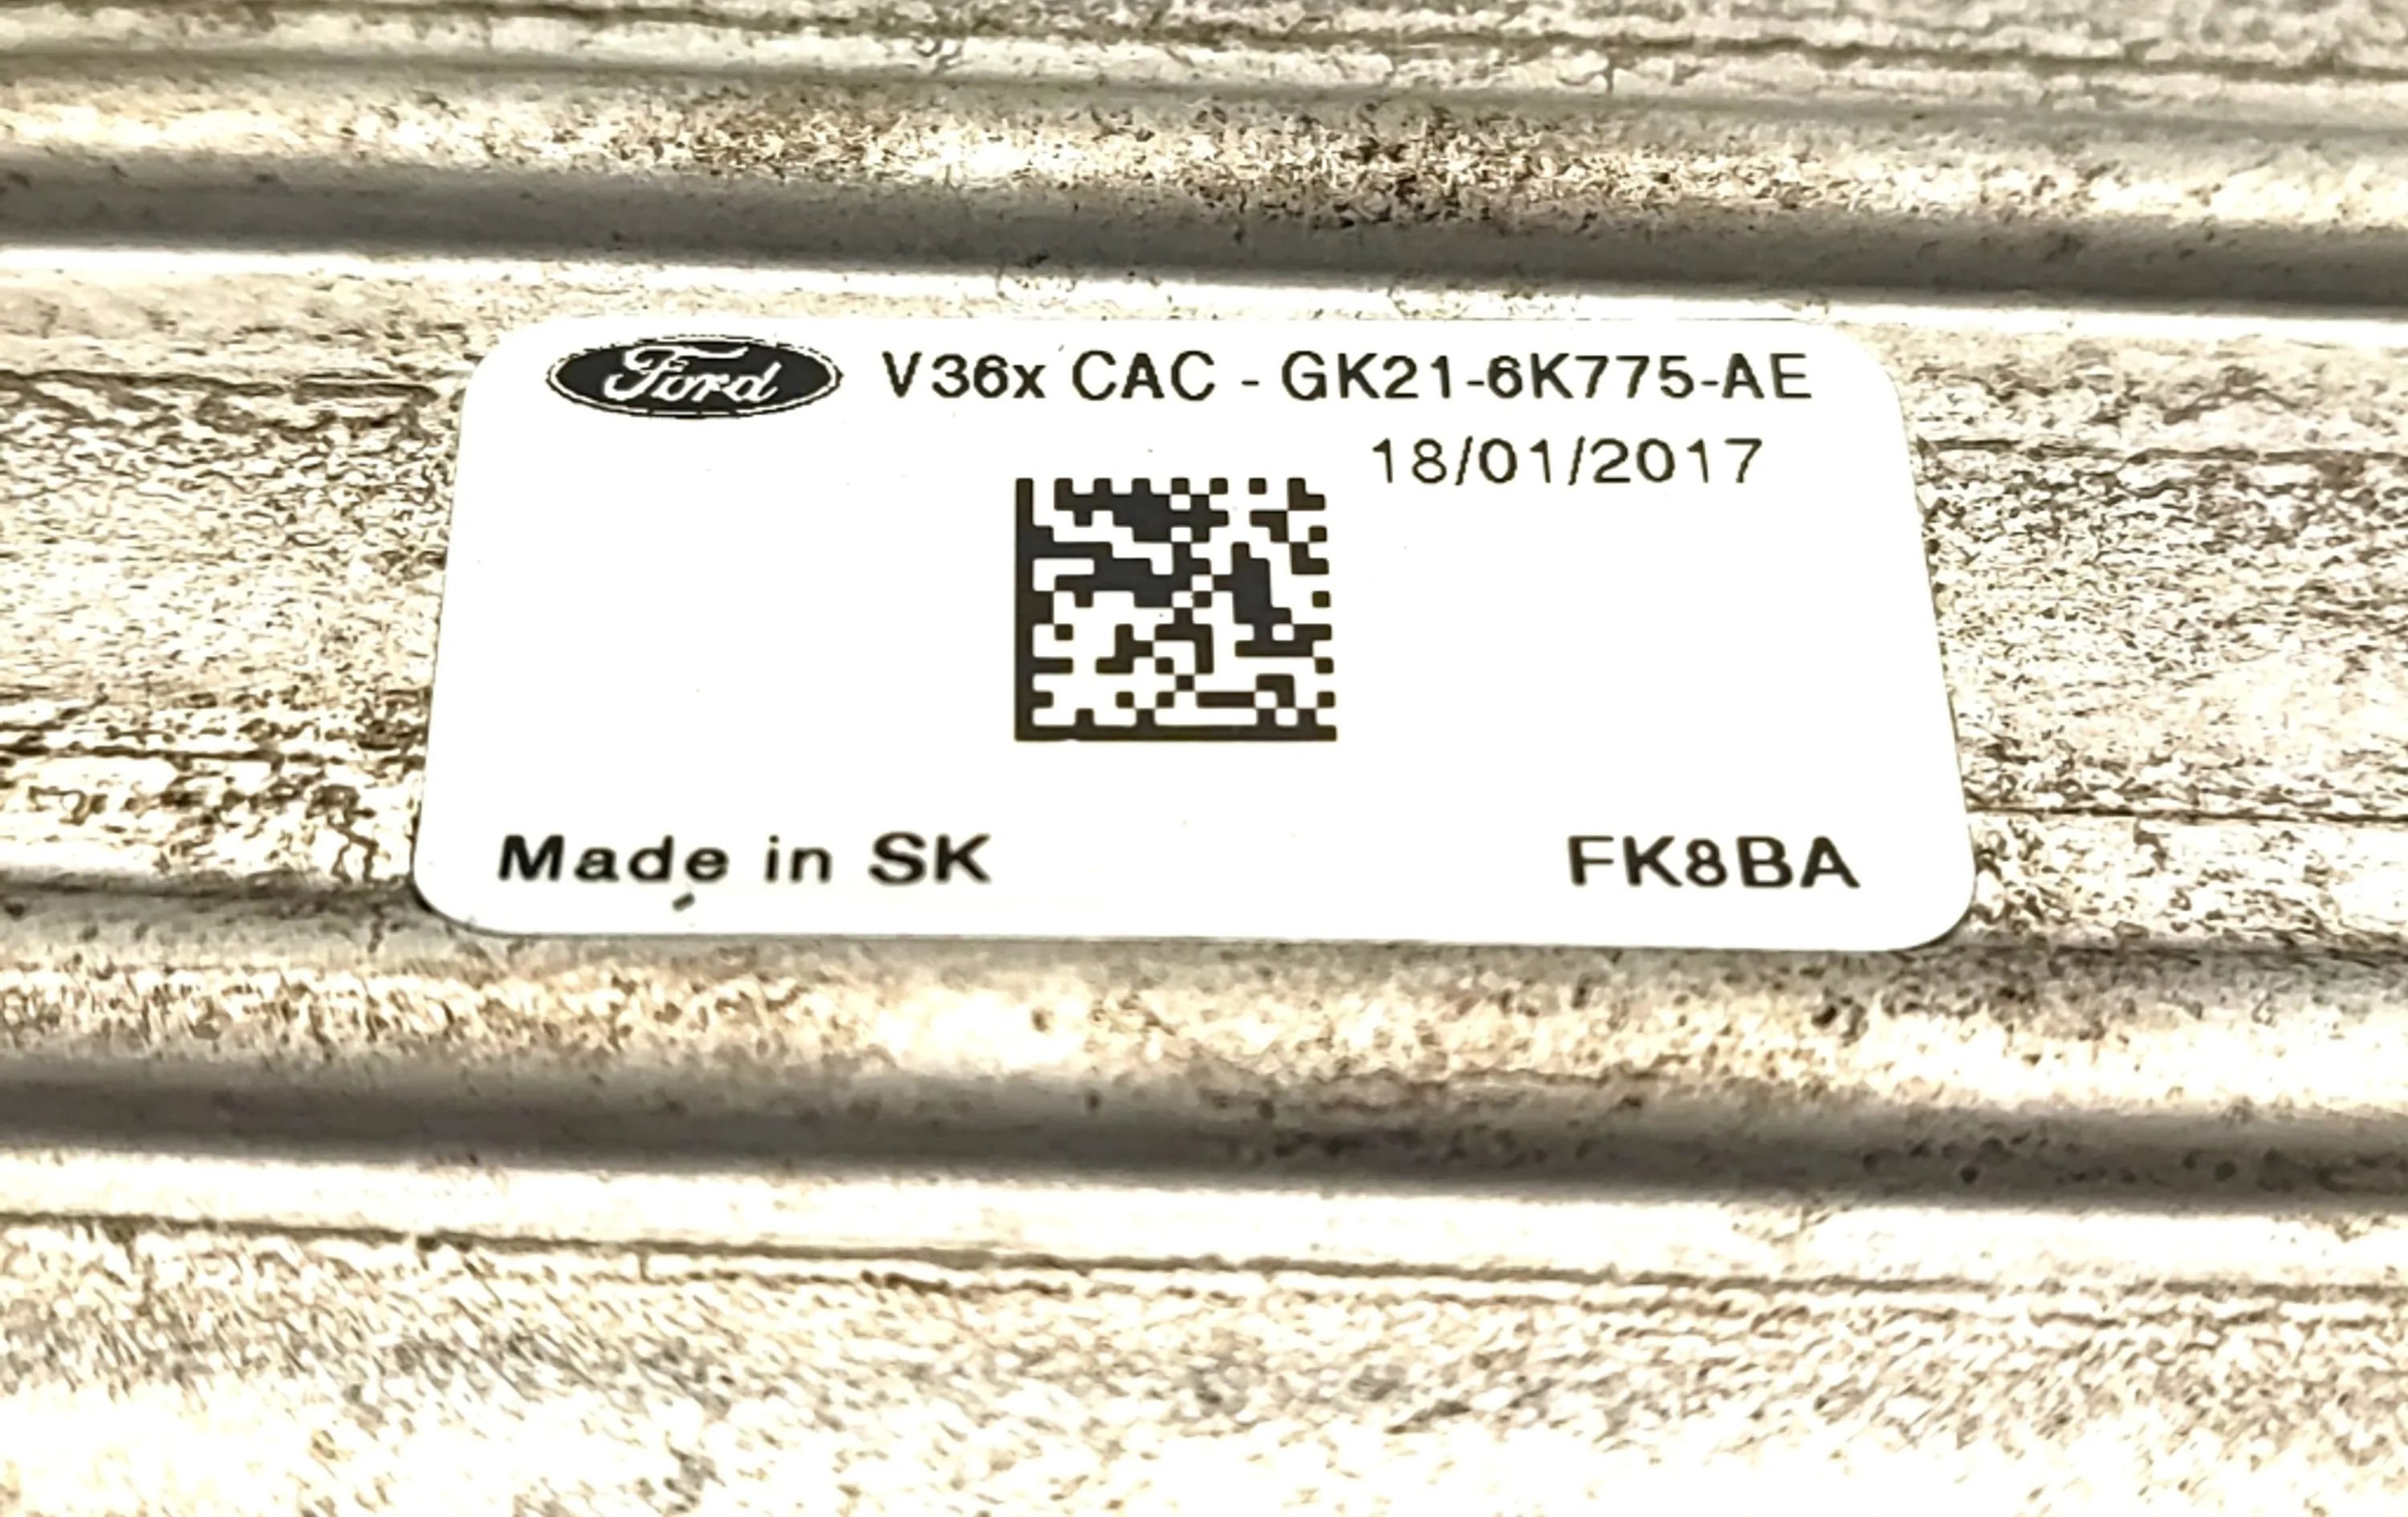 Ford V36x CAC - GK21-6K775-AE
18/01/2017
Made in SK FK8BA